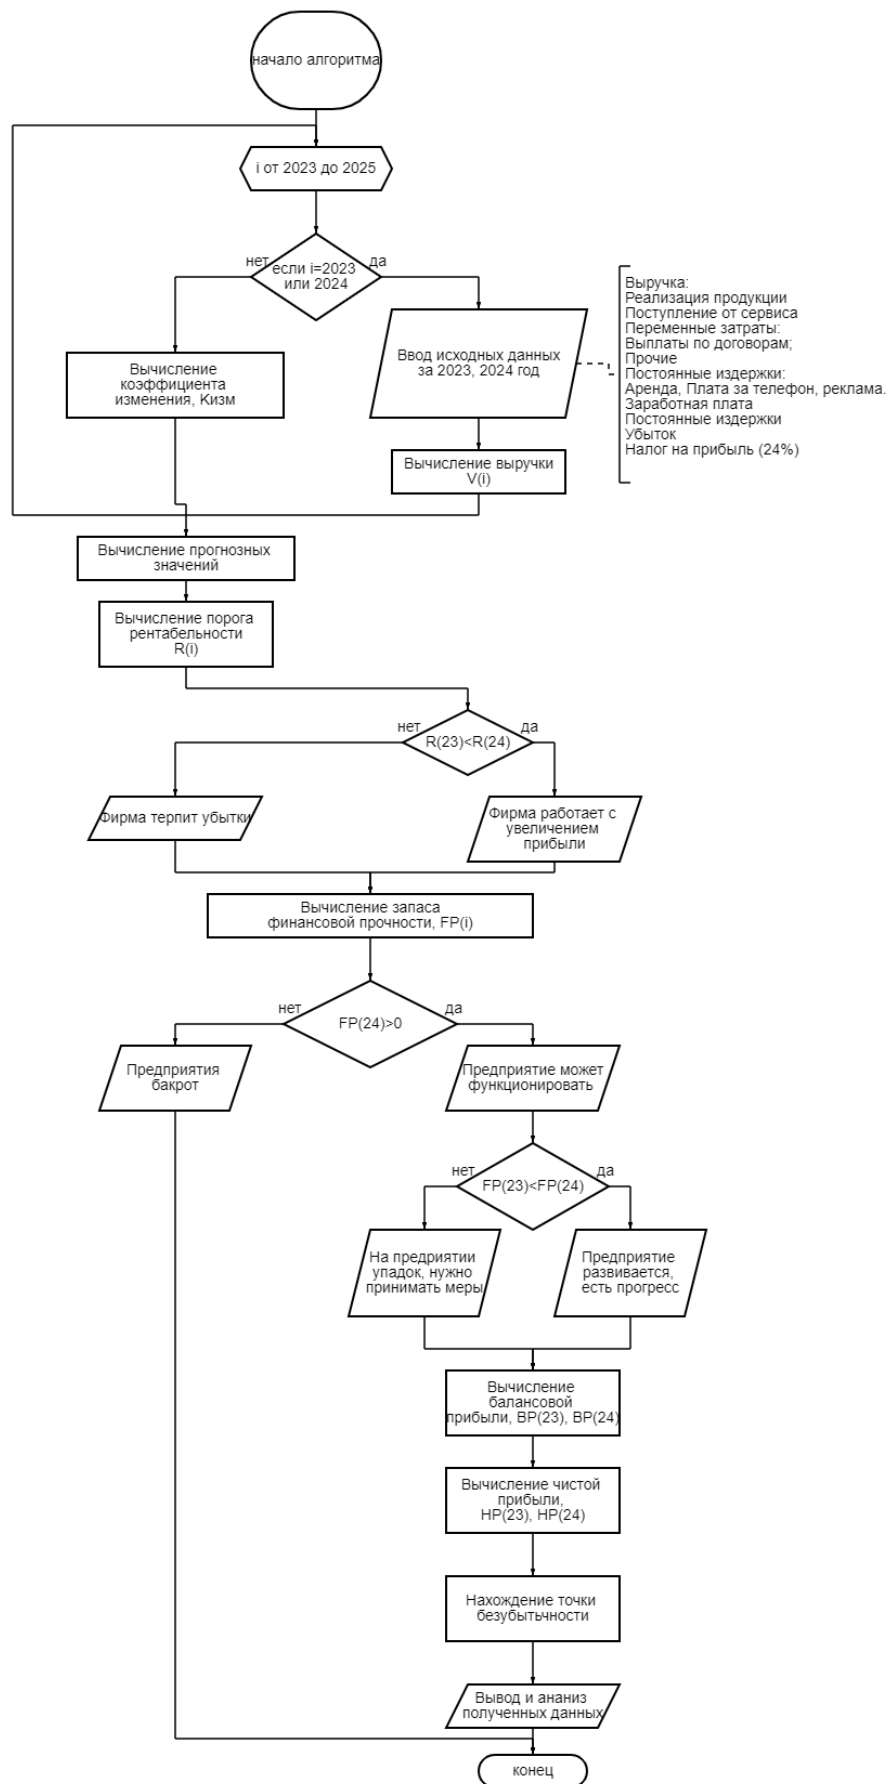 начало алгоритма
i от 2023 до 2025
нет
да
если i=2023
или 2024
Выручка:
Реализация продукции
Поступление от сервиса
Переменные затраты:
Выплаты по договорам;
Прочие
Постоянные издержки:
Аренда, Плата за телефон, реклама.
Заработная плата
Постоянные издержки
Убыток
Налог на прибыль (24%)
Ввод исходных данных
за 2023, 2024 год
Вычисление
коэффициента
изменения, Кизм
Вычисление выручки
V(i)
Вычисление прогнозных
значений
Вычисление порога
рентабельности
R(i)
нет
да
R(23)<R(24)
Фирма терпит убытки
Фирма работает с
увеличением
прибыли
Вычисление запаса
финансовой прочности, FP(i)
нет
да
FP(24)>0
Предприятия
бакрот
Предприятие может
функционировать
нет
да
FP(23)<FP(24)
На предриятии
упадок, нужно
принимать меры
Предприятие
развивается,
есть прогресс
Вычисление
балансовой
прибыли, BP(23), BP(24)
Вычисление чистой
прибыли,
HP(23), HP(24)
Нахождение точки
безубытьчности
Вывод и ананиз
полученных данных
конец